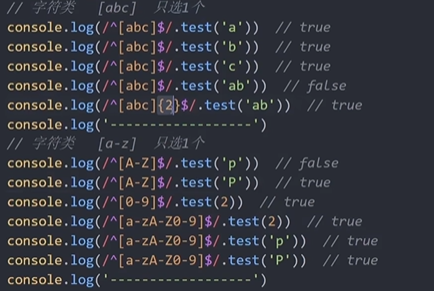 // 字符类   [abc]  只选1个
console.log(/^[abc]$/.test('a'))  // true
console.log(/^[abc]$/.test('b'))  // true
console.log(/^[abc]$/.test('c'))  // true
console.log(/^[abc]$/.test('ab'))  // false
console.log(/^[abc]{2}$/.test('ab'))  // true
console.log('------------------')
// 字符类   [a-z]  只选1个
console.log(/^[A-Z]$/.test('p'))  // false
console.log(/^[A-Z]$/.test('P'))  // true
console.log(/^[0-9]$/.test(2))  // true
console.log(/^[a-zA-Z0-9]$/.test(2))  // true
console.log(/^[a-zA-Z0-9]$/.test('p'))  // true
console.log(/^[a-zA-Z0-9]$/.test('P'))  // true
console.log('------------------')